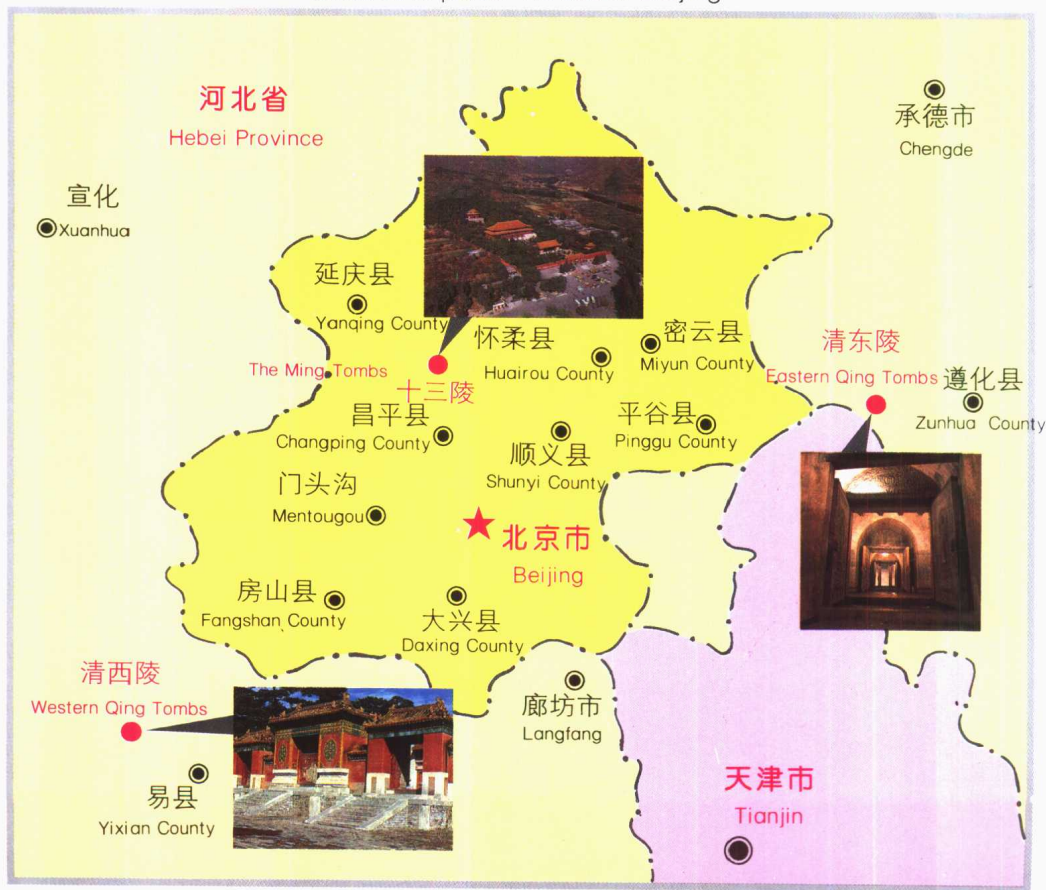 河北省
Hebei Province
承德市
Chengde
宣化
Xuanhua
延庆县
Yanqing County
怀柔县
Huairou County
密云县
Miyun County
清东陵
Eastern Qing Tombs
遵化县
Zunhua County
The Ming Tombs
十三陵
昌平县
Changping County
顺义县
Shunyi County
平谷县
Pinggu County
门头沟
Mentougou
北京市
Beijing
房山县
Fangshan County
大兴县
Daxing County
清西陵
Western Qing Tombs
廊坊市
Langfang
易县
Yixian County
天津市
Tianjin